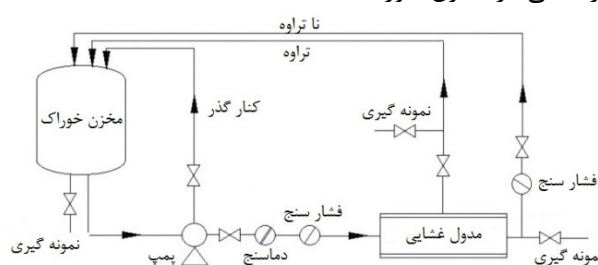 نا تراوه
تراوه
مخزن خوراک
کنار گذر
نمونه گیری
فشار سنج
فشار سنج
مدول غشایی
نمونه گیری
پمپ
دماسنج
مونه گیری